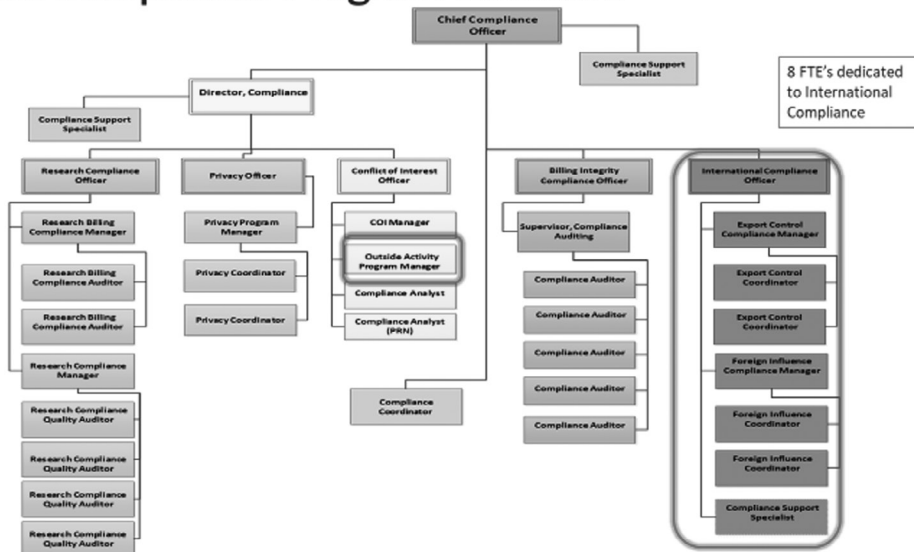 Chief Compliance
Officer
Compliance Support
Specialist
8 FTE's dedicated
to International
Compliance
Director, Compliance
Compliance Support
Specialist
Research Compliance
Officer
Research Billing
Compliance Manager
Research Billing
Compliance Auditor
Research Billing
Compliance Auditor
Research Compliance
Manager
Research Compliance
Quality Auditor
Research Compliance
Quality Auditor
Research Compliance
Quality Auditor
Research Compliance
Quality Auditor
Privacy Officer
Privacy Program
Manager
Privacy Coordinator
Privacy Coordinator
Conflict of Interest
Officer
COI Manager
Outside Activity
Program Manager
Compliance Analyst
Compliance Analyst
(PRN)
Compliance
Coordinator
Billing Integrity
Compliance Officer
Supervisor, Compliance
Auditing
Compliance Auditor
Compliance Auditor
Compliance Auditor
Compliance Auditor
Compliance Auditor
International Compliance
Officer
Export Control
Compliance Manager
Export Control
Coordinator
Export Control
Coordinator
Foreign Influence
Compliance Manager
Foreign Influence
Coordinator
Foreign Influence
Coordinator
Compliance Support
Specialist